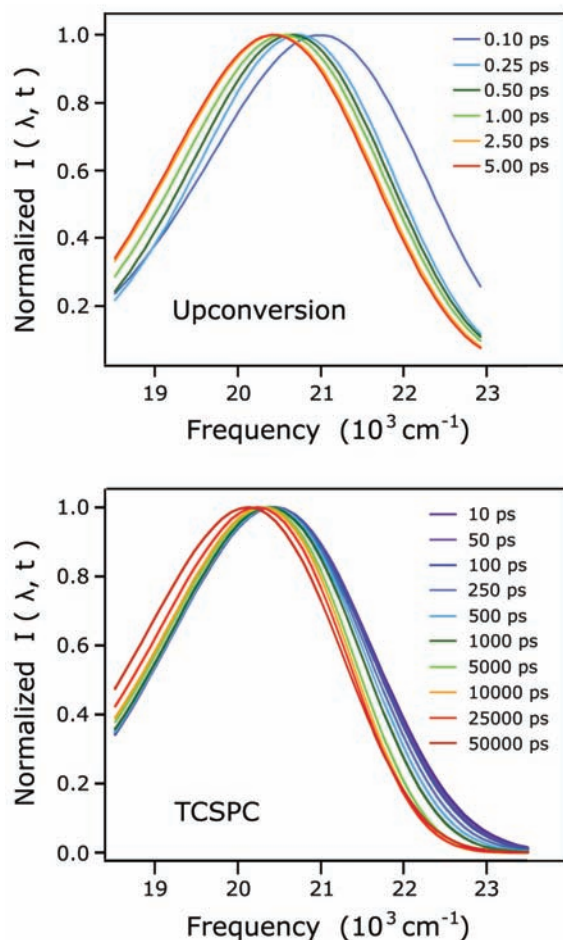 Normalized I ( λ, t )
1.0
0.8
0.6
0.4
0.2
0.10 ps
0.25 ps
0.50 ps
1.00 ps
2.50 ps
5.00 ps
Upconversion
19 20 21 22 23
Frequency (10³ cm⁻¹)
Normalized I ( λ, t )
1.0
0.8
0.6
0.4
0.2
0.0
10 ps
50 ps
100 ps
250 ps
500 ps
1000 ps
5000 ps
10000 ps
25000 ps
50000 ps
TCSPC
19 20 21 22 23
Frequency (10³ cm⁻¹)